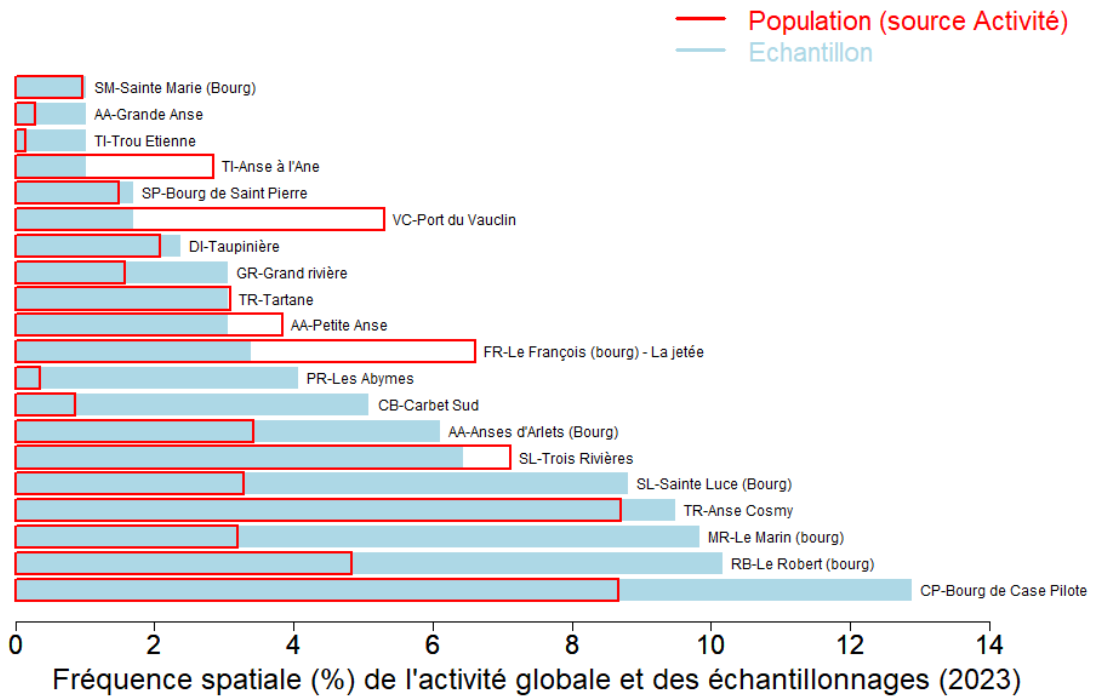 Population (source Activité)
Echantillon
SM-Sainte Marie (Bourg)
AA-Grande Anse
TI-Trou Etienne
TI-Anse à l'Ane
SP-Bourg de Saint Pierre
VC-Port du Vauclin
DI-Taupinière
GR-Grand rivière
TR-Tartane
AA-Petite Anse
FR-Le François (bourg) - La jetée
PR-Les Abymes
CB-Carbet Sud
AA-Anses d'Arlets (Bourg)
SL-Trois Rivières
SL-Sainte Luce (Bourg)
TR-Anse Cosmy
MR-Le Marin (bourg)
RB-Le Robert (bourg)
CP-Bourg de Case Pilote
0 2 4 6 8 10 12 14
Fréquence spatiale (%) de l'activité globale et des échantillonnages (2023)